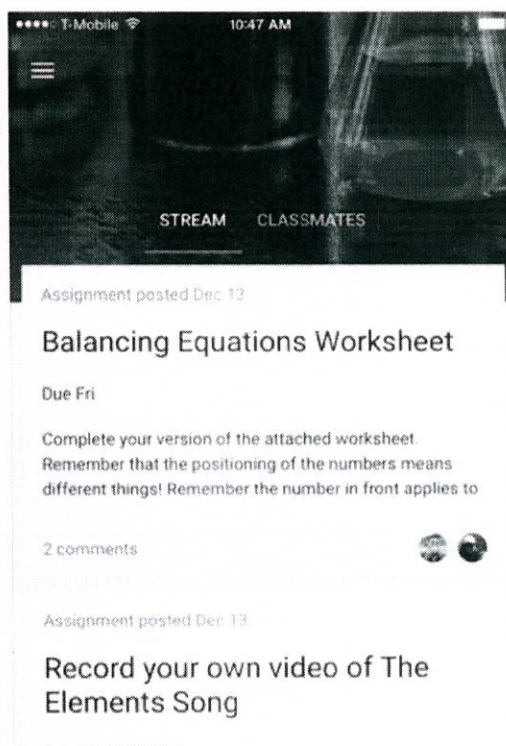 T-Mobile 10:47 AM
STREAM CLASSMATES
Assignment posted Dec 13
Balancing Equations Worksheet
Due Fri
Complete your version of the attached worksheet.
Remember that the positioning of the numbers means
different things! Remember the number in front applies to
2 comments
Assignment posted Dec 13
Record your own video of The
Elements Song